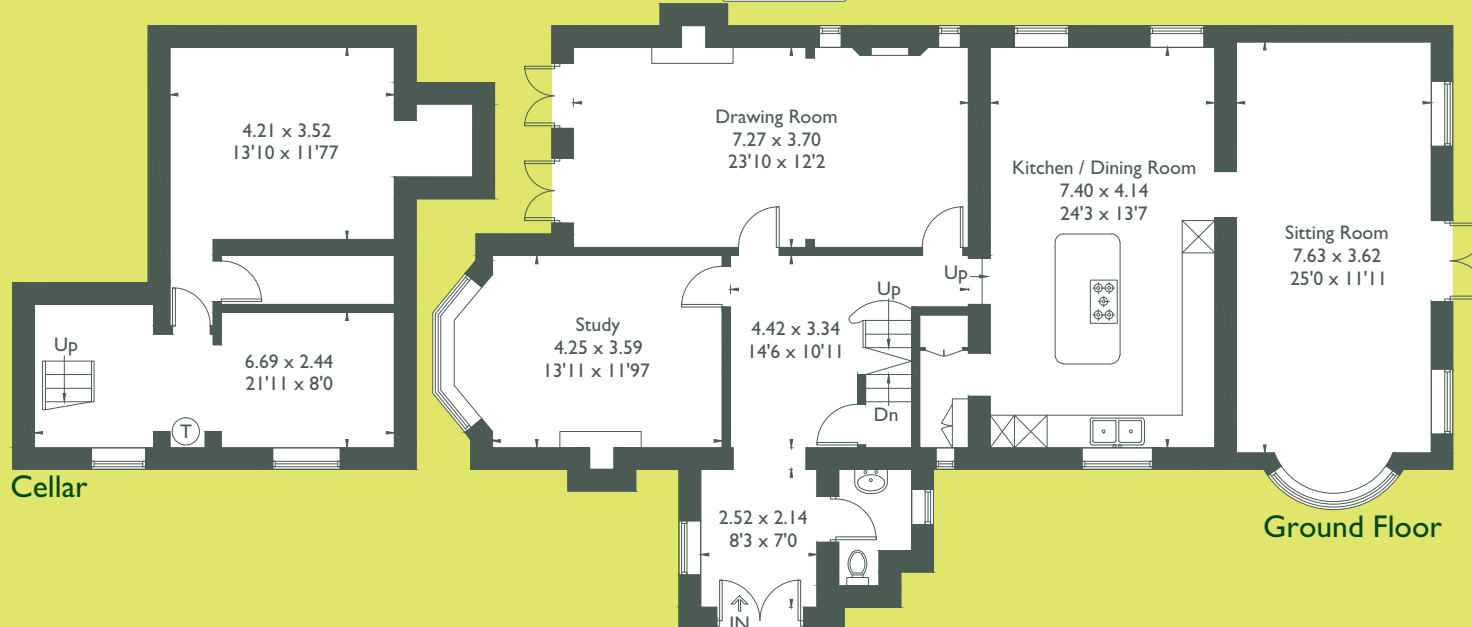 4.21 x 3.52
13'10 x 11'77
Up
6.69 x 2.44
21'11 x 8'0
T
Cellar
Drawing Room
7.27 x 3.70
23'10 x 12'2
Kitchen / Dining Room
7.40 x 4.14
24'3 x 13'7
Sitting Room
7.63 x 3.62
25'0 x 11'11
Study
4.25 x 3.59
13'11 x 11'97
4.42 x 3.34
14'6 x 10'11
Up
Up
Dn
2.52 x 2.14
8'3 x 7'0
IN
Ground Floor